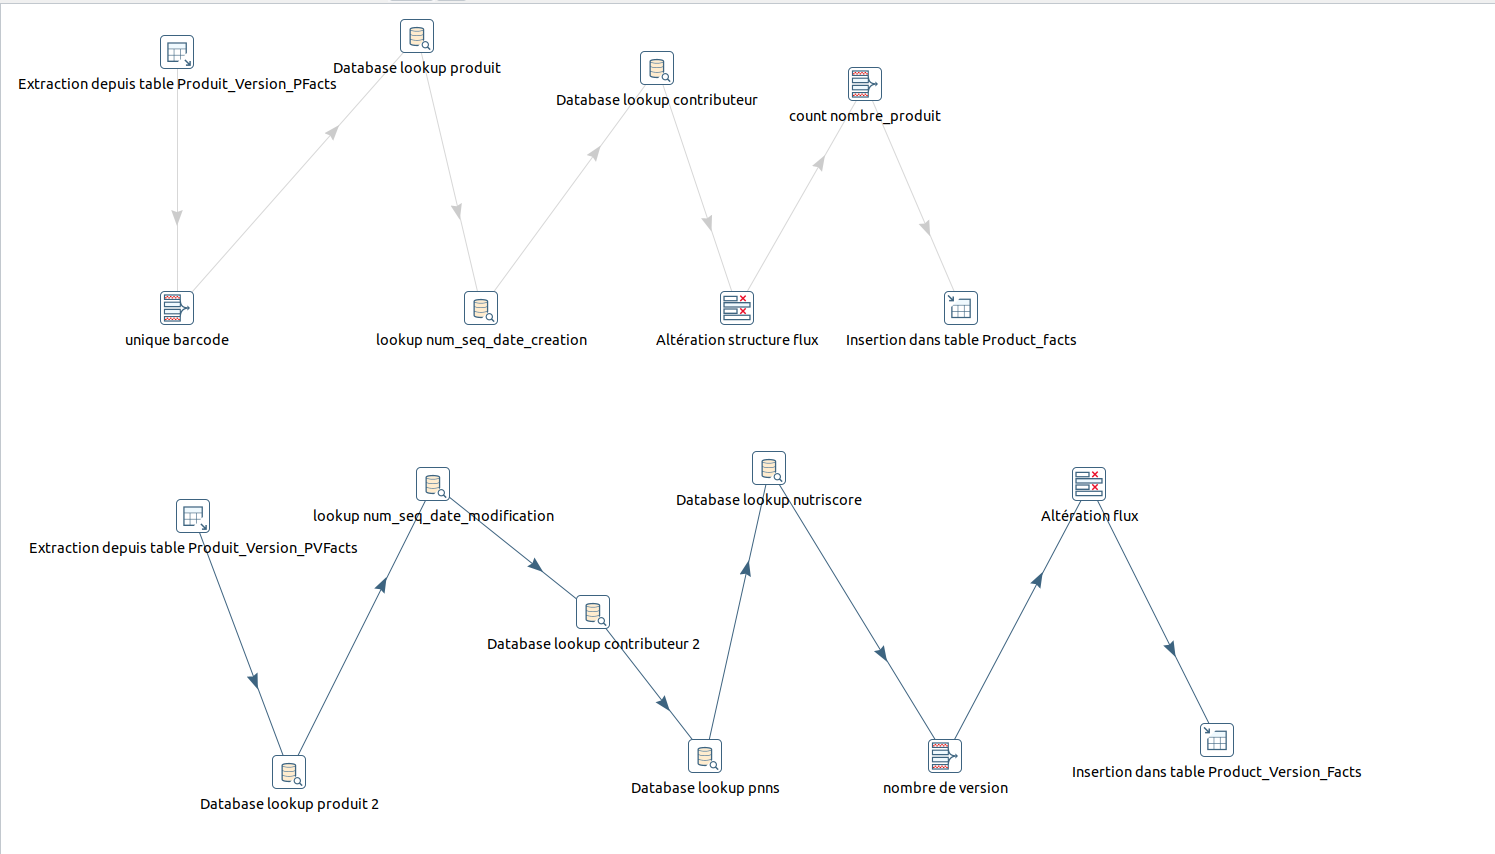 Extraction depuis table Produit_Version_PFacts
Database lookup produit
Database lookup contributeur
count nombre_produit
unique barcode
lookup num_seq_date_creation
Altération structure flux
Insertion dans table Product_facts
Extraction depuis table Produit_Version_PVFacts
lookup num_seq_date_modification
Database lookup nutriscore
Altération flux
Database lookup contributeur 2
Database lookup produit 2
Database lookup pnns
nombre de version
Insertion dans table Product_Version_Facts